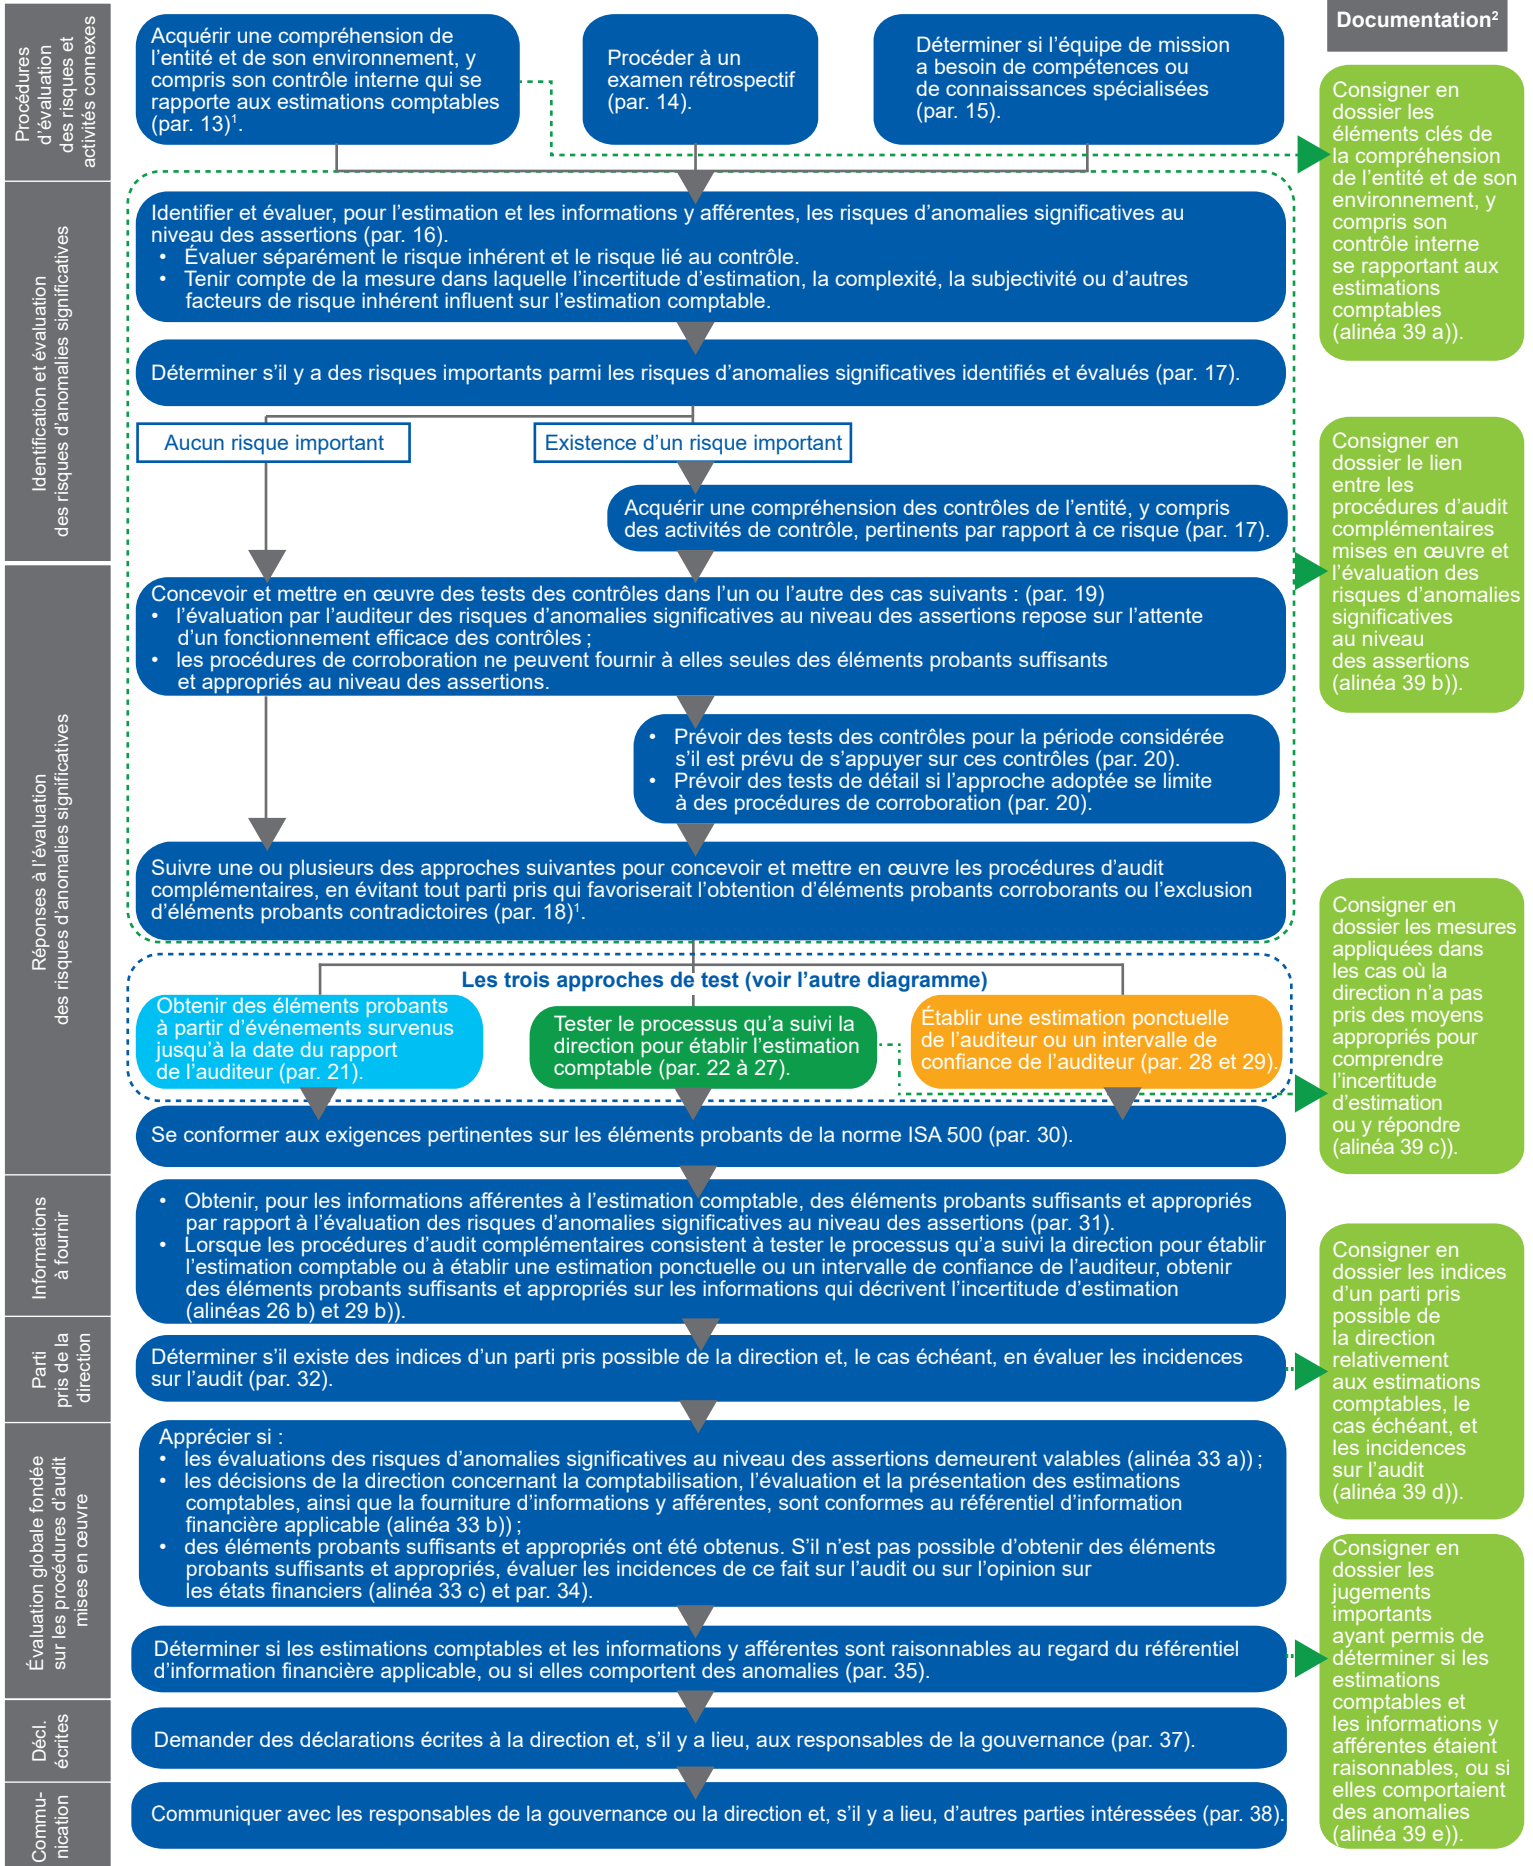 Procédures
d'évaluation
des risques et
activités connexes
Acquérir une compréhension de
l'entité et de son environnement, y
compris son contrôle interne qui se
rapporte aux estimations comptables
(par. 13)¹.
Procéder à un
examen rétrospectif
(par. 14).
Déterminer si l'équipe de mission
a besoin de compétences ou
de connaissances spécialisées
(par. 15).
Documentation²
Consigner en
dossier les
éléments clés de
la compréhension
de l'entité et de son
environnement, y
compris son
contrôle interne
se rapportant aux
estimations
comptables
(alinéa 39 a)).
Identification et évaluation
des risques d'anomalies significatives
Identifier et évaluer, pour l'estimation et les informations y afférentes, les risques d'anomalies significatives au
niveau des assertions (par. 16).
• Évaluer séparément le risque inhérent et le risque lié au contrôle.
• Tenir compte de la mesure dans laquelle l'incertitude d'estimation, la complexité, la subjectivité ou d'autres
facteurs de risque inhérent influent sur l'estimation comptable.
Déterminer s'il y a des risques importants parmi les risques d'anomalies significatives identifiés et évalués (par. 17).
Aucun risque important
Existence d'un risque important
Acquérir une compréhension des contrôles de l'entité, y compris
des activités de contrôle, pertinents par rapport à ce risque (par. 17).
Consigner en
dossier le lien
entre les
procédures d'audit
complémentaires
mises en œuvre et
l'évaluation des
risques d'anomalies
significatives
au niveau
des assertions
(alinéa 39 b)).
Réponses à l'évaluation
des risques d'anomalies significatives
Concevoir et mettre en œuvre des tests des contrôles dans l'un ou l'autre des cas suivants : (par. 19)
• l'évaluation par l'auditeur des risques d'anomalies significatives au niveau des assertions repose sur l'attente
d'un fonctionnement efficace des contrôles ;
• les procédures de corroboration ne peuvent fournir à elles seules des éléments probants suffisants
et appropriés au niveau des assertions.
• Prévoir des tests des contrôles pour la période considérée
s'il est prévu de s'appuyer sur ces contrôles (par. 20).
• Prévoir des tests de détail si l'approche adoptée se limite
à des procédures de corroboration (par. 20).
Suivre une ou plusieurs des approches suivantes pour concevoir et mettre en œuvre les procédures d'audit
complémentaires, en évitant tout parti pris qui favoriserait l'obtention d'éléments probants corroborants ou l'exclusion
d'éléments probants contradictoires (par. 18)¹.
Les trois approches de test (voir l'autre diagramme)
Obtenir des éléments probants
à partir d'événements survenus
jusqu'à la date du rapport
de l'auditeur (par. 21).
Tester le processus qu'a suivi la
direction pour établir l'estimation
comptable (par. 22 à 27).
Établir une estimation ponctuelle
de l'auditeur ou un intervalle de
confiance de l'auditeur (par. 28 et 29).
Se conformer aux exigences pertinentes sur les éléments probants de la norme ISA 500 (par. 30).
Consigner en
dossier les mesures
appliquées dans
les cas où la
direction n'a pas
pris des moyens
appropriés pour
comprendre
l'incertitude
d'estimation
ou y répondre
(alinéa 39 c)).
Informations
à fournir
• Obtenir, pour les informations afférentes à l'estimation comptable, des éléments probants suffisants et appropriés
par rapport à l'évaluation des risques d'anomalies significatives au niveau des assertions (par. 31).
• Lorsque les procédures d'audit complémentaires consistent à tester le processus qu'a suivi la direction pour établir
l'estimation comptable ou à établir une estimation ponctuelle ou un intervalle de confiance de l'auditeur, obtenir
des éléments probants suffisants et appropriés sur les informations qui décrivent l'incertitude d'estimation
(alinéas 26 b) et 29 b)).
Parti
pris de la
direction
Déterminer s'il existe des indices d'un parti pris possible de la direction et, le cas échéant, en évaluer les incidences
sur l'audit (par. 32).
Consigner en
dossier les indices
d'un parti pris
possible de
la direction
relativement
aux estimations
comptables, le
cas échéant, et
les incidences
sur l'audit
(alinéa 39 d)).
Évaluation globale fondée
sur les procédures d'audit
mises en œuvre
Apprécier si :
• les évaluations des risques d'anomalies significatives au niveau des assertions demeurent valables (alinéa 33 a)) ;
• les décisions de la direction concernant la comptabilisation, l'évaluation et la présentation des estimations
comptables, ainsi que la fourniture d'informations y afférentes, sont conformes au référentiel d'information
financière applicable (alinéa 33 b)) ;
• des éléments probants suffisants et appropriés ont été obtenus. S'il n'est pas possible d'obtenir des éléments
probants suffisants et appropriés, évaluer les incidences de ce fait sur l'audit ou sur l'opinion sur
les états financiers (alinéa 33 c) et par. 34).
Déterminer si les estimations comptables et les informations y afférentes sont raisonnables au regard du référentiel
d'information financière applicable, ou si elles comportent des anomalies (par. 35).
Consigner en
dossier les
jugements
importants
ayant permis de
déterminer si les
estimations
comptables et
les informations y
afférentes étaient
raisonnables, ou si
elles comportaient
des anomalies
(alinéa 39 e)).
Décl.
écrites
Demander des déclarations écrites à la direction et, s'il y a lieu, aux responsables de la gouvernance (par. 37).
Commu-
nication
Communiquer avec les responsables de la gouvernance ou la direction et, s'il y a lieu, d'autres parties intéressées (par. 38).